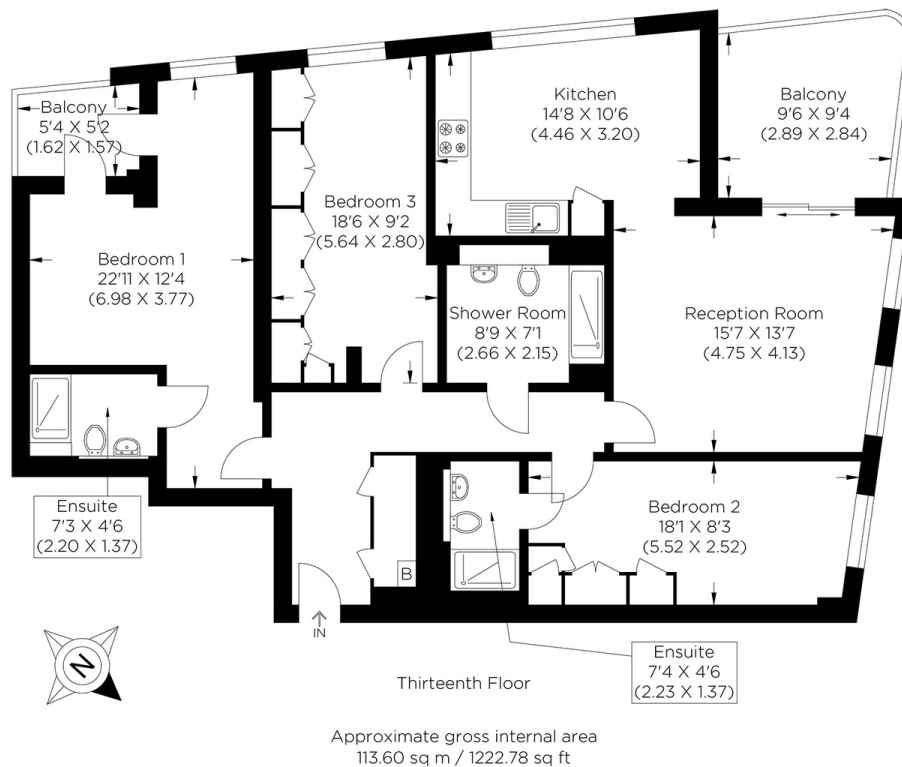 Balcony
5'4 X 5'2
(1.62 X 1.57)
Bedroom 1
22'11 X 12'4
(6.98 X 3.77)
Bedroom 3
18'6 X 9'2
(5.64 X 2.80)
Kitchen
14'8 X 10'6
(4.46 X 3.20)
Balcony
9'6 X 9'4
(2.89 X 2.84)
Shower Room
8'9 X 7'1
(2.66 X 2.15)
Reception Room
15'7 X 13'7
(4.75 X 4.13)
Ensuite
7'3 X 4'6
(2.20 X 1.37)
Bedroom 2
18'1 X 8'3
(5.52 X 2.52)
B
IN
Ensuite
7'4 X 4'6
(2.23 X 1.37)
N
Thirteenth Floor
Approximate gross internal area
113.60 sq m / 1222.78 sq ft